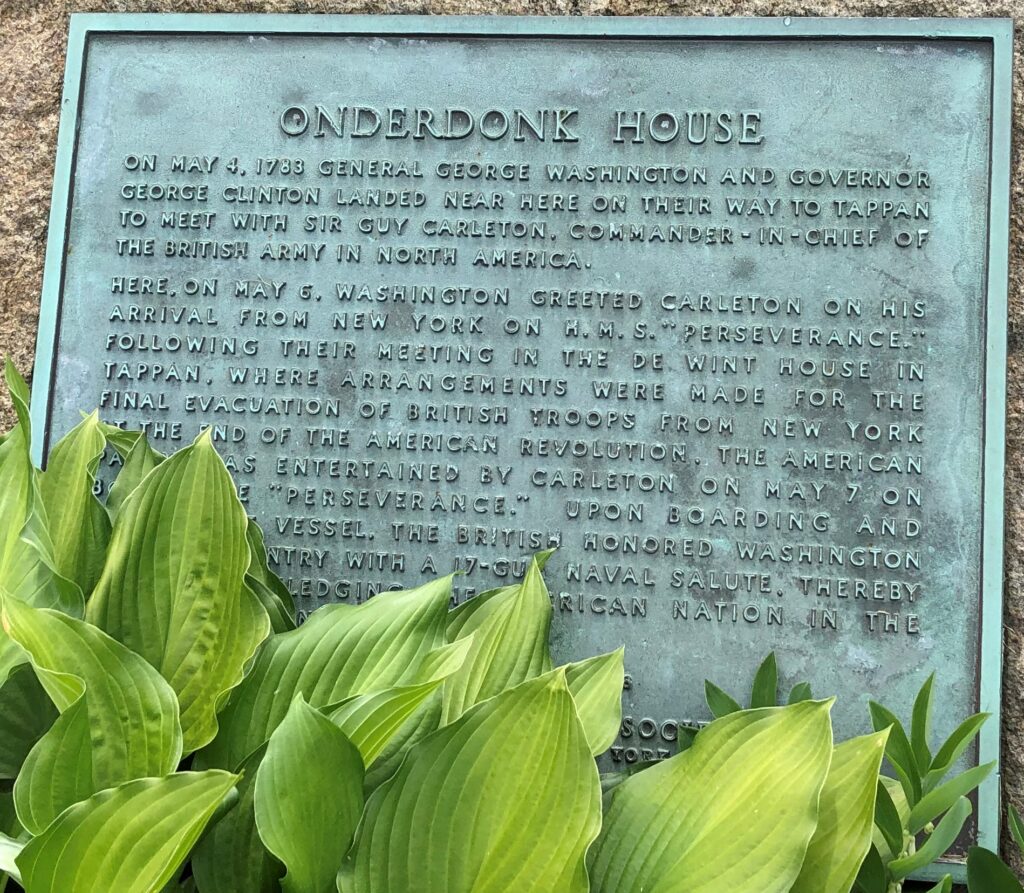 ONDERDONK HOUSE
ON MAY 4, 1783 GENERAL GEORGE WASHINGTON AND GOVERNOR
GEORGE CLINTON LANDED NEAR HERE ON THEIR WAY TO TAPPAN
TO MEET WITH SIR GUY CARLETON, COMMANDER-IN-CHIEF OF
THE BRITISH ARMY IN NORTH AMERICA.
HERE, ON MAY 6, WASHINGTON GREETED CARLETON ON HIS
ARRIVAL FROM NEW YORK ON H.M.S. "PERSEVERANCE."
FOLLOWING THEIR MEETING IN THE DE WINT HOUSE IN
TAPPAN, WHERE ARRANGEMENTS WERE MADE FOR THE
FINAL EVACUATION OF BRITISH TROOPS FROM NEW YORK
AT THE END OF THE AMERICAN REVOLUTION, THE AMERICAN
ENTERTAINED BY CARLETON ON MAY 7 ON
"PERSEVERANCE." UPON BOARDING AND
VESSEL, THE BRITISH HONORED WASHINGTON
WITH A 17-GUN NAVAL SALUTE, THEREBY
NATION IN THE